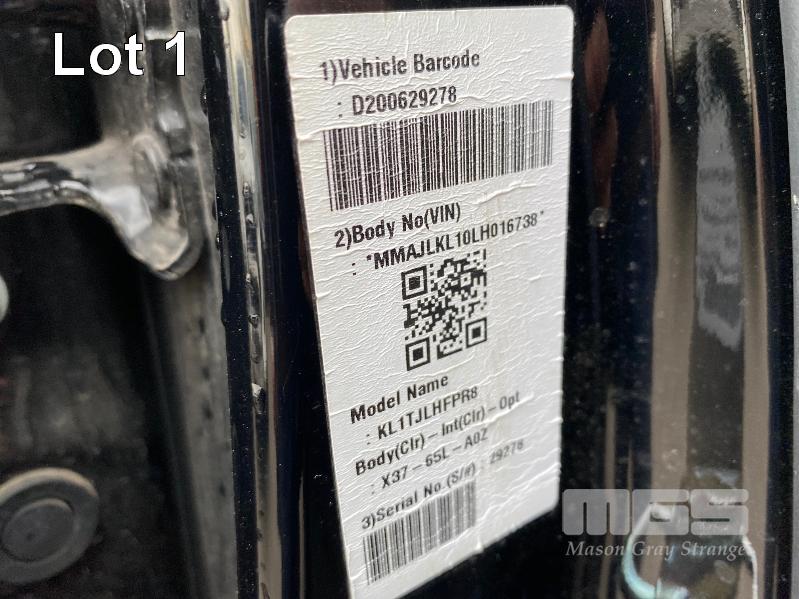 Lot 1
1)Vehicle Barcode
: D200629278
2)Body No(VIN)
: *MMAJLKL10LH016738*
Model Name
: KL1TJLHFPR8
Body(Clr) - Int(Clr) - Opt
: X37 - 65L - A0Z
3)Serial No.(S/#) : 29278
MGS
Mason Gray Strange